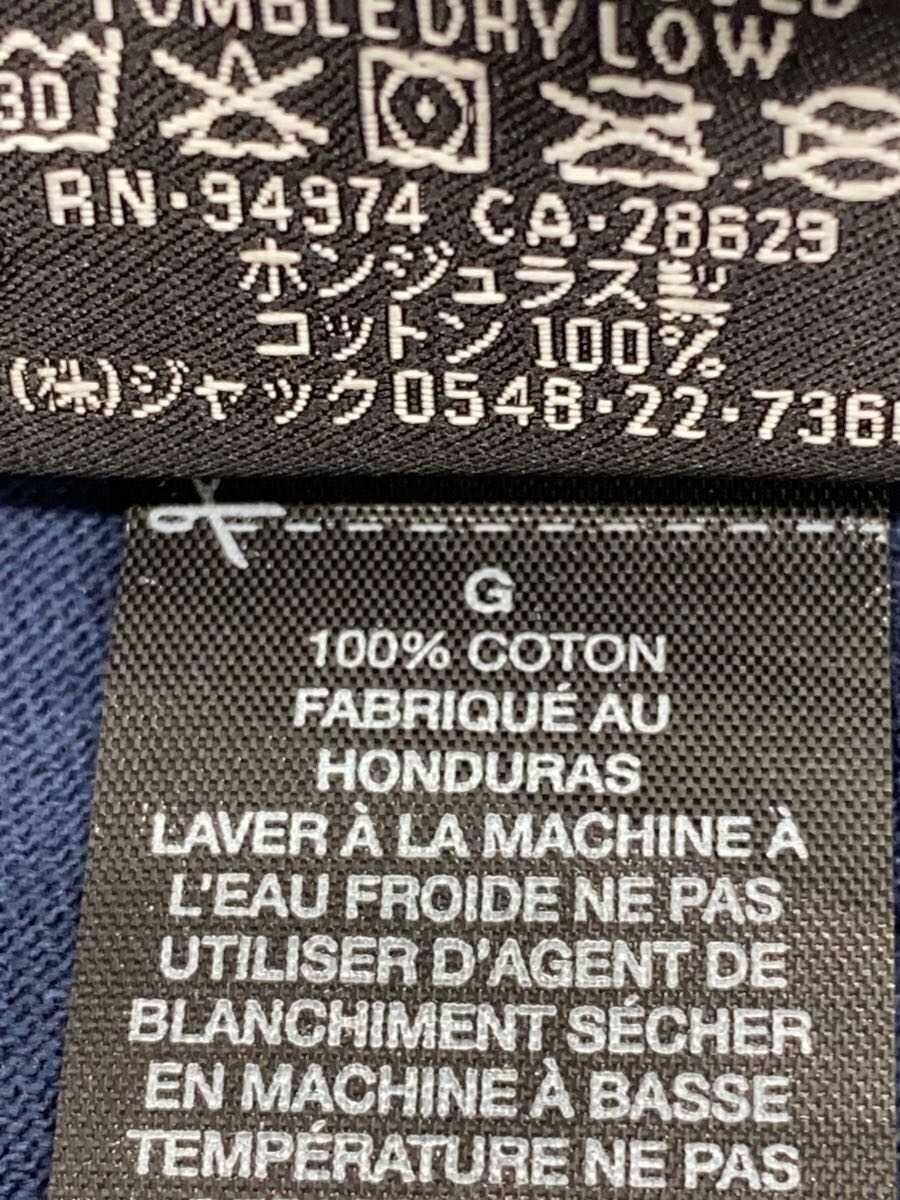 TUMBLE DRY LOW
30
RN·94974 CA·28629
ホンジュラス製
コットン 100%
(株)ジャック0548·22·736
G
100% COTON
FABRIQUÉ AU
HONDURAS
LAVER À LA MACHINE À
L'EAU FROIDE NE PAS
UTILISER D'AGENT DE
BLANCHIMENT SÉCHER
EN MACHINE À BASSE
TEMPÉRATURE NE PAS